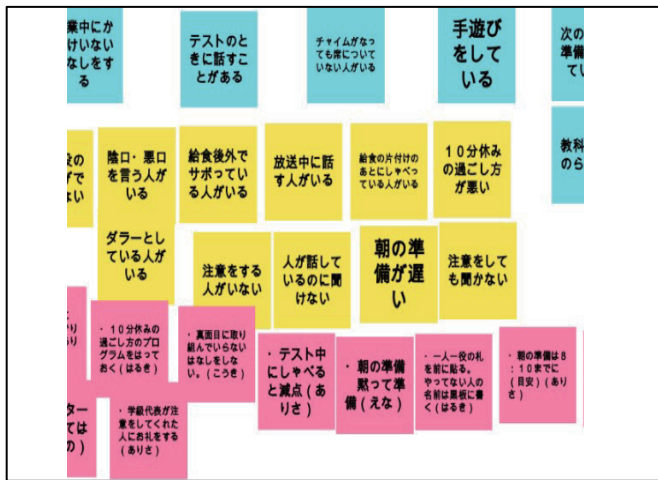 業中にか
けいない
なしをす
る
テストのと
きに話すこ
とがある
チャイムがなっ
ても席について
いない人がいる
手遊び
をして
いる
次の
準備
てい
教科
のら
役の
がで
ない
陰口・悪口
を言う人が
いる
給食後外で
サボってい
る人がいる
放送中に話
す人がいる
給食の片付けの
あとにしゃべっ
ている人がいる
10分休み
の過ごし方
が悪い
ダラーとし
ている人が
いる
注意をする
人がいない
人が話して
いるのに聞
けない
朝の準
備が遅
い
注意をして
も聞かない
・10分休みの
過ごし方のプロ
グラムをはって
おく(はるき)
・真面目に取り
組んでいらない
はなしをしな
い。(こうき)
・テスト中
にしゃべる
と減点(あ
りさ)
・朝の準備
黙って準
備(えな)
・一人一役の札
を前に貼る。
やってない人の
名前は黒板に書
く(はるき)
・朝の準備は8
:10までに
(目安)(あり
さ)
ター
ては
の)
・学級代表が注
意をしてくれた
人にお礼をする
(ありさ)